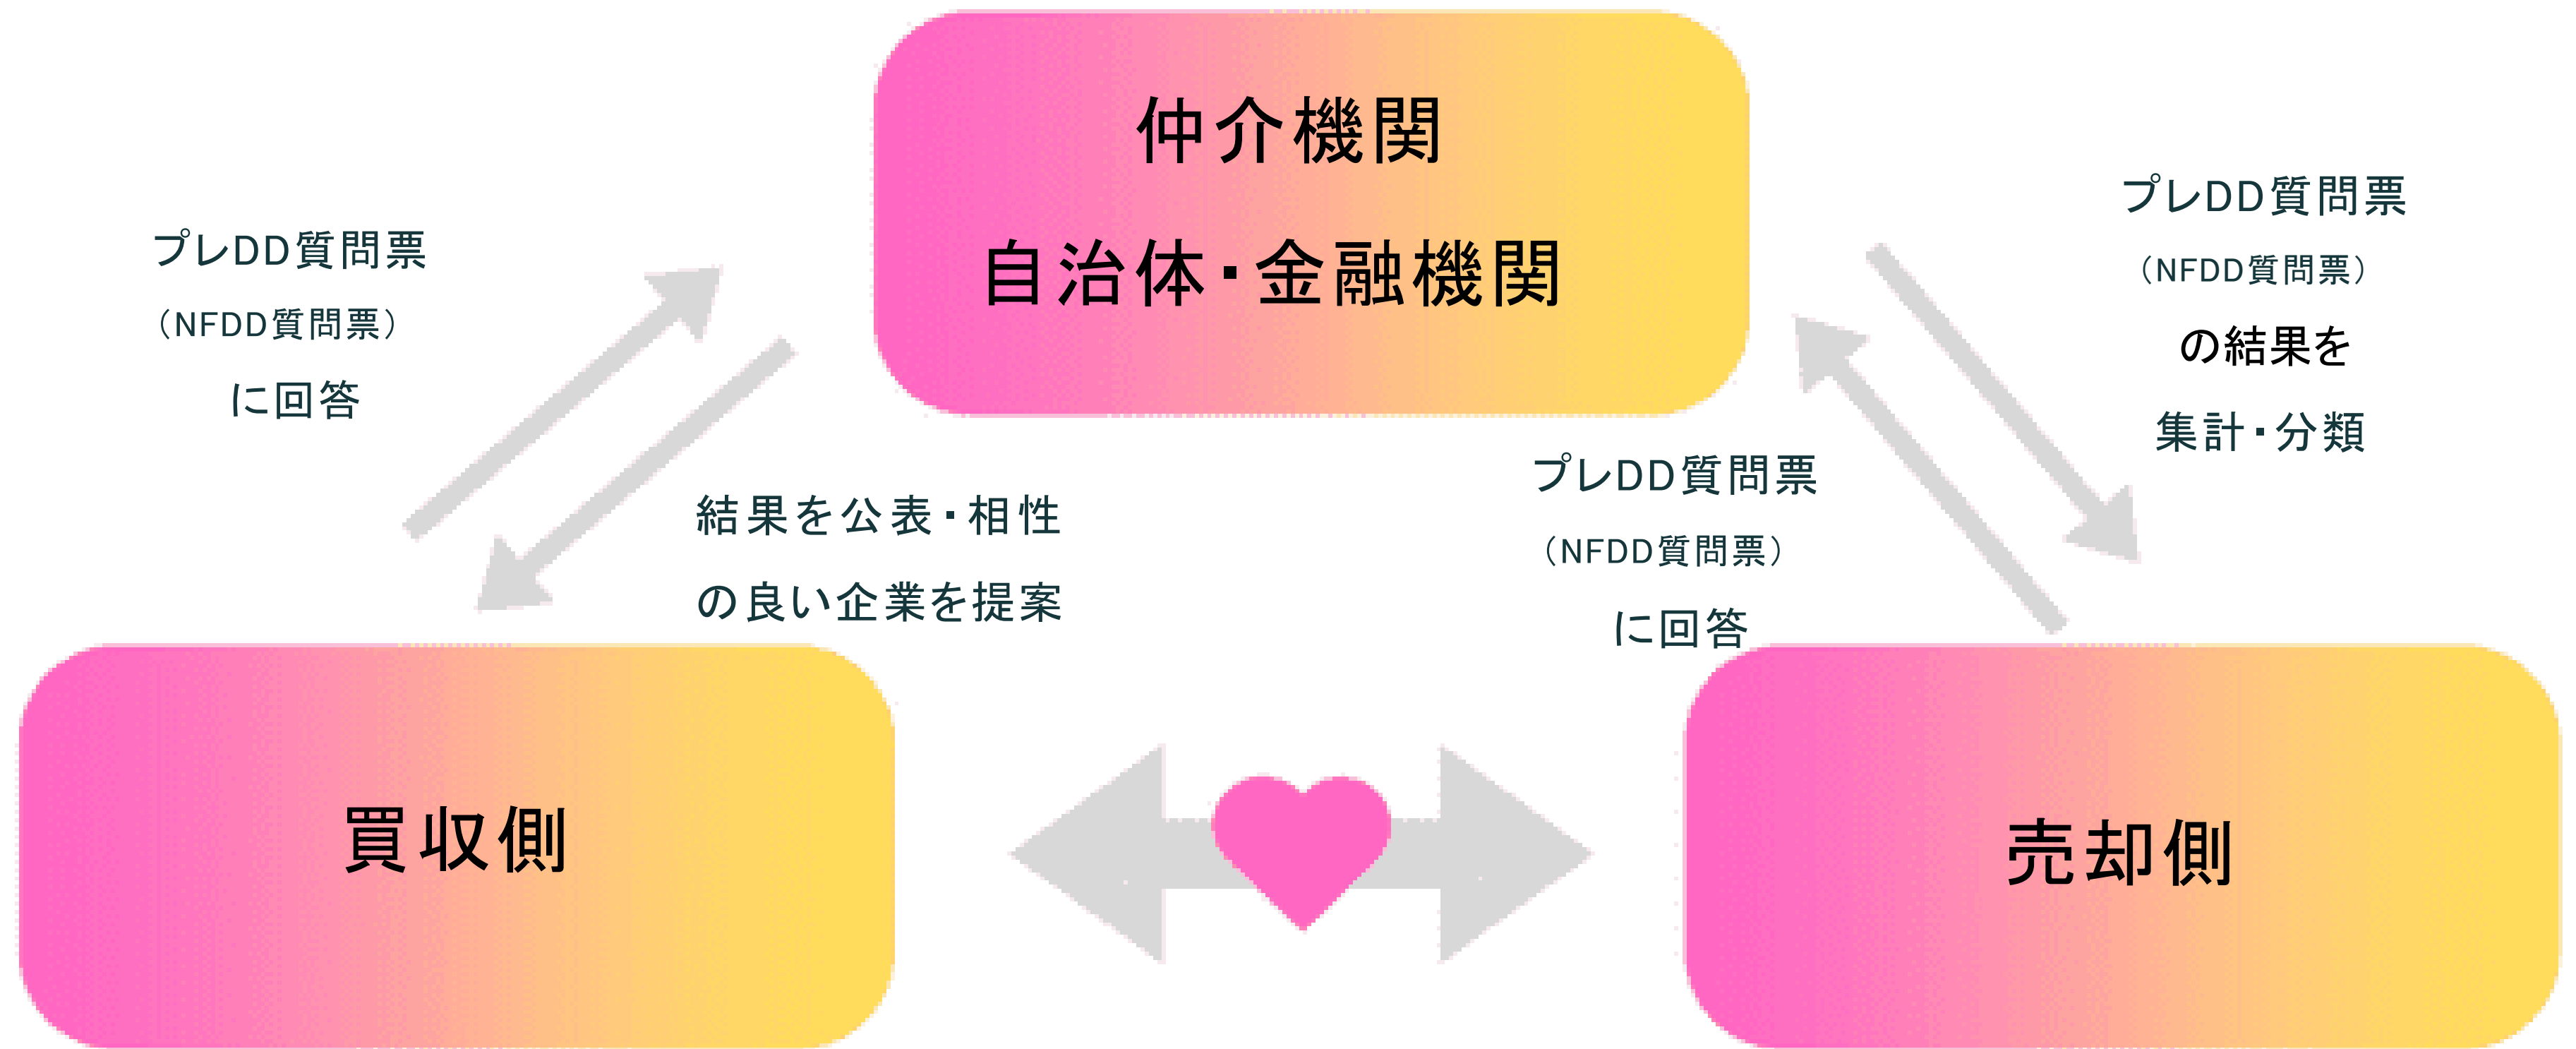 仲介機関
自治体・金融機関
プレDD質問票
（NFDD質問票）
に回答
結果を公表・相性
の良い企業を提案
プレDD質問票
（NFDD質問票）
の結果を
集計・分類
プレDD質問票
（NFDD質問票）
に回答
買収側
売却側